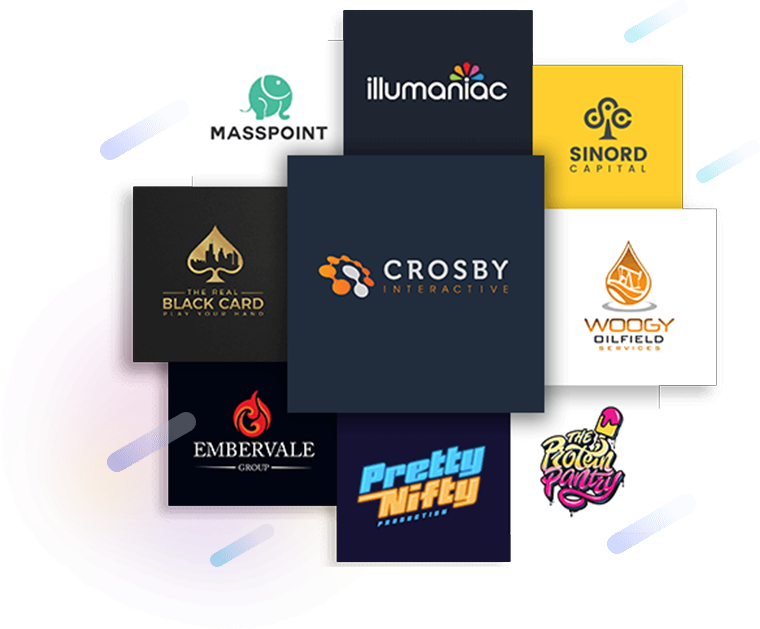 illumaniac
MASSPOINT
SINORD
CAPITAL
CROSBY
INTERACTIVE
THE REAL
BLACK CARD
PLAY YOUR HAND
WOOGY
OILFIELD
SERVICES
EMBERVALE
GROUP
Pretty
Nifty
PRODUCTION
THE
Protein
Pantry